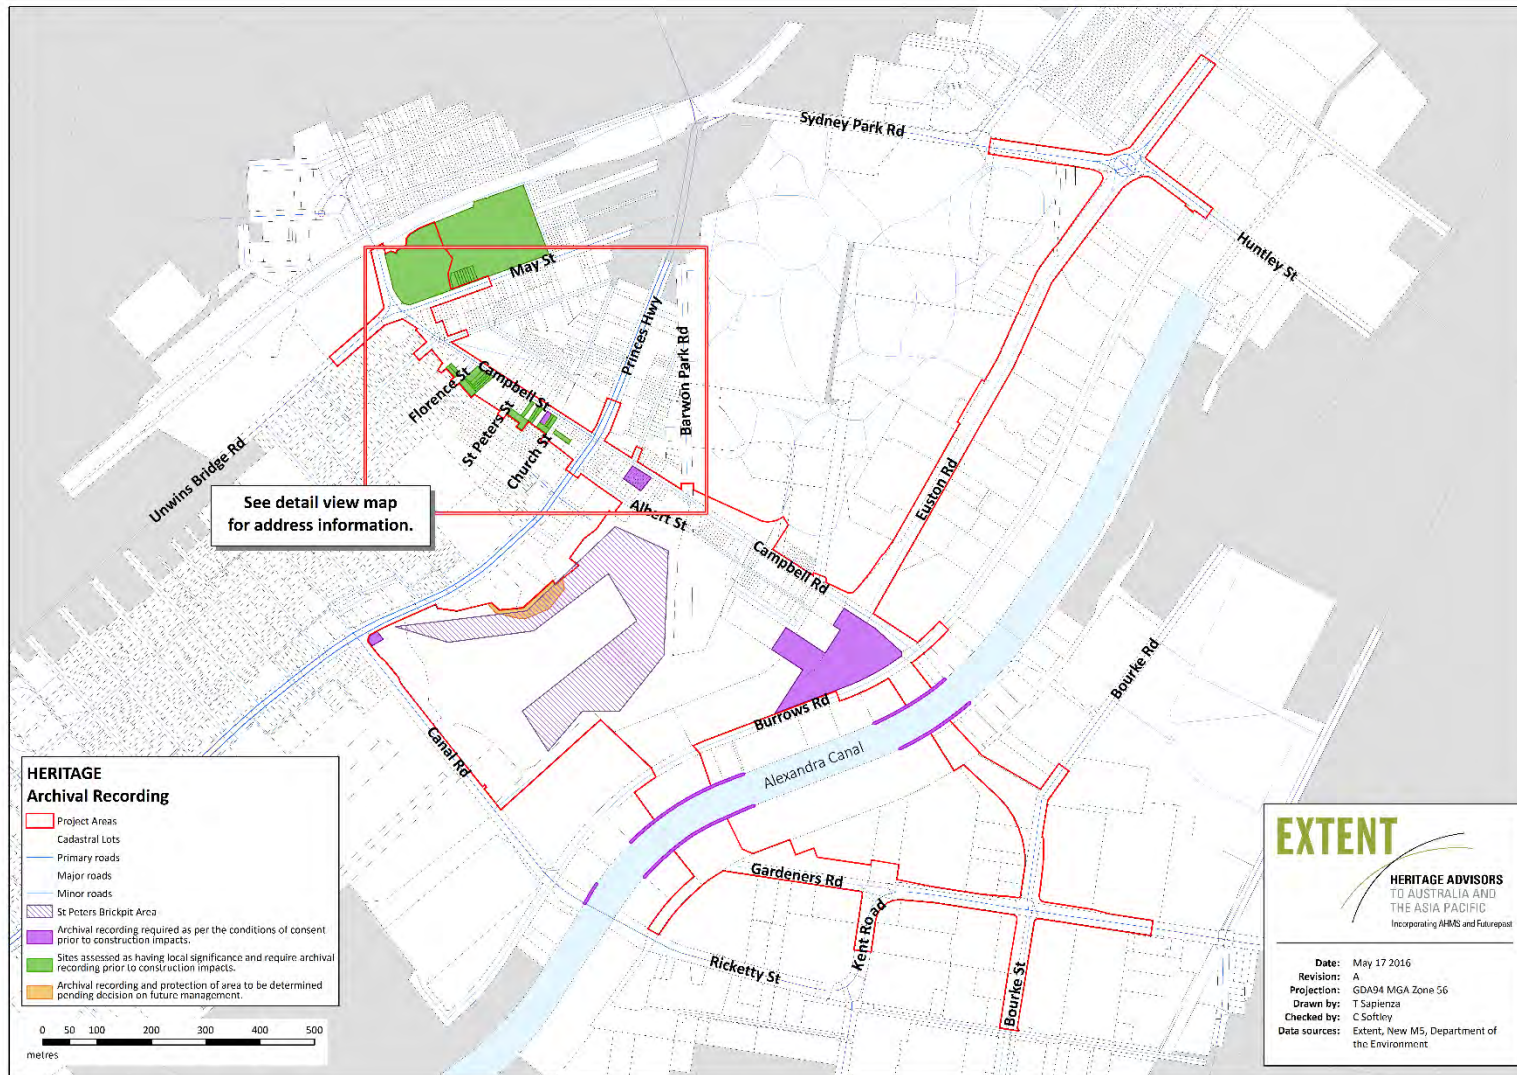 Sydney Park Rd
Huntley St
May St
Princes Hwy
Barwon Park Rd
Campbell St
Florence St
St Peters St
Church St
Unwins Bridge Rd
See detail view map
for address information.
Albert St
Campbell Rd
Euston Rd
Bourke Rd
Burrows Rd
Alexandra Canal
Canal Rd
Gardeners Rd
Kent Road
Ricketty St
Bourke St
HERITAGE
Archival Recording
Project Areas
Cadastral Lots
Primary roads
Major roads
Minor roads
St Peters Brickpit Area
Archival recording required as per the conditions of consent
prior to construction impacts.
Sites assessed as having local significance and require archival
recording prior to construction impacts.
Archival recording and protection of area to be determined
pending decision on future management.
0 50 100 200 300 400 500
metres
EXTENT
HERITAGE ADVISORS
TO AUSTRALIA AND
THE ASIA PACIFIC
Incorporating AHMS and Futurepast
Date: May 17 2016
Revision: A
Projection: GDA94 MGA Zone 56
Drawn by: T Sapienza
Checked by: C Softley
Data sources: Extent, New M5, Department of
the Environment